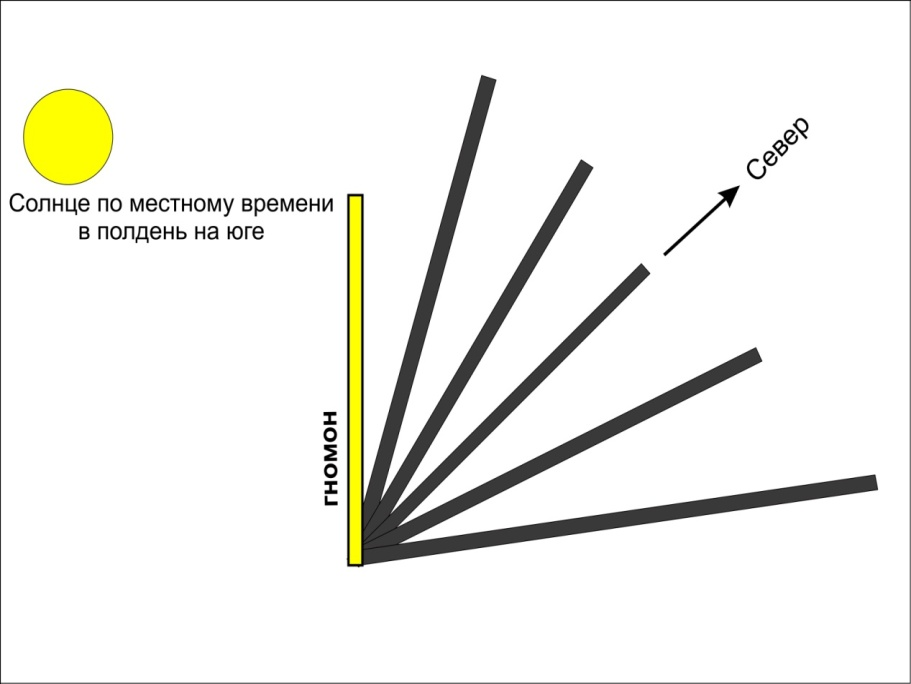 Солнце по местному времени
в полдень на юге
гномон
Север